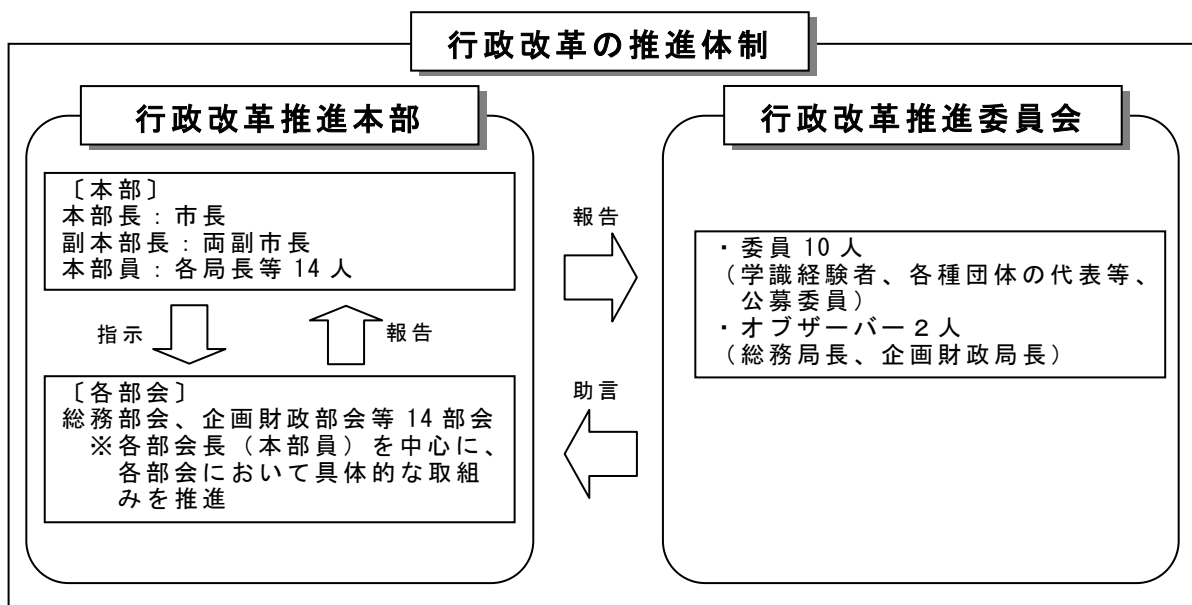 行政改革の推進体制
行政改革推進本部
〔本部〕
本部長：市長
副本部長：両副市長
本部員：各局長等 14 人
指示
報告
〔各部会〕
総務部会、企画財政部会等 14 部会
※各部会長（本部員）を中心に、
各部会において具体的な取組
みを推進
報告
助言
行政改革推進委員会
・委員 10 人
（学識経験者、各種団体の代表等、
公募委員）
・オブザーバー２人
（総務局長、企画財政局長）